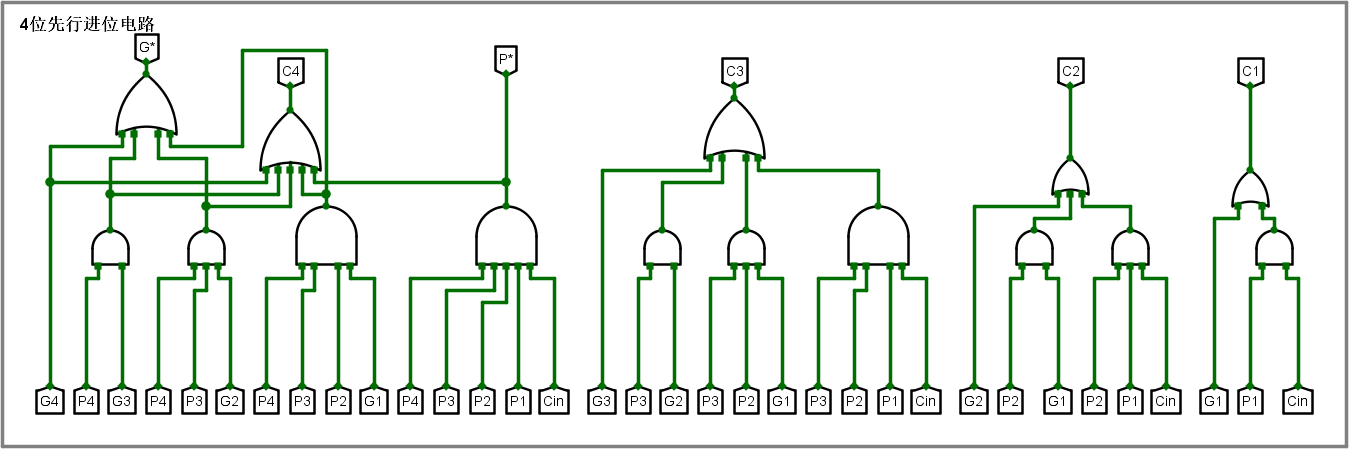 4位先行进位电路
G*
C4
P*
C3
C2
C1
G4 P4 G3 P4 P3 G2 P4 P3 P2 G1 P4 P3 P2 P1 Cin G3 P3 G2 P3 P2 G1 P3 P2 P1 Cin G2 P2 G1 P2 P1 Cin G1 P1 Cin